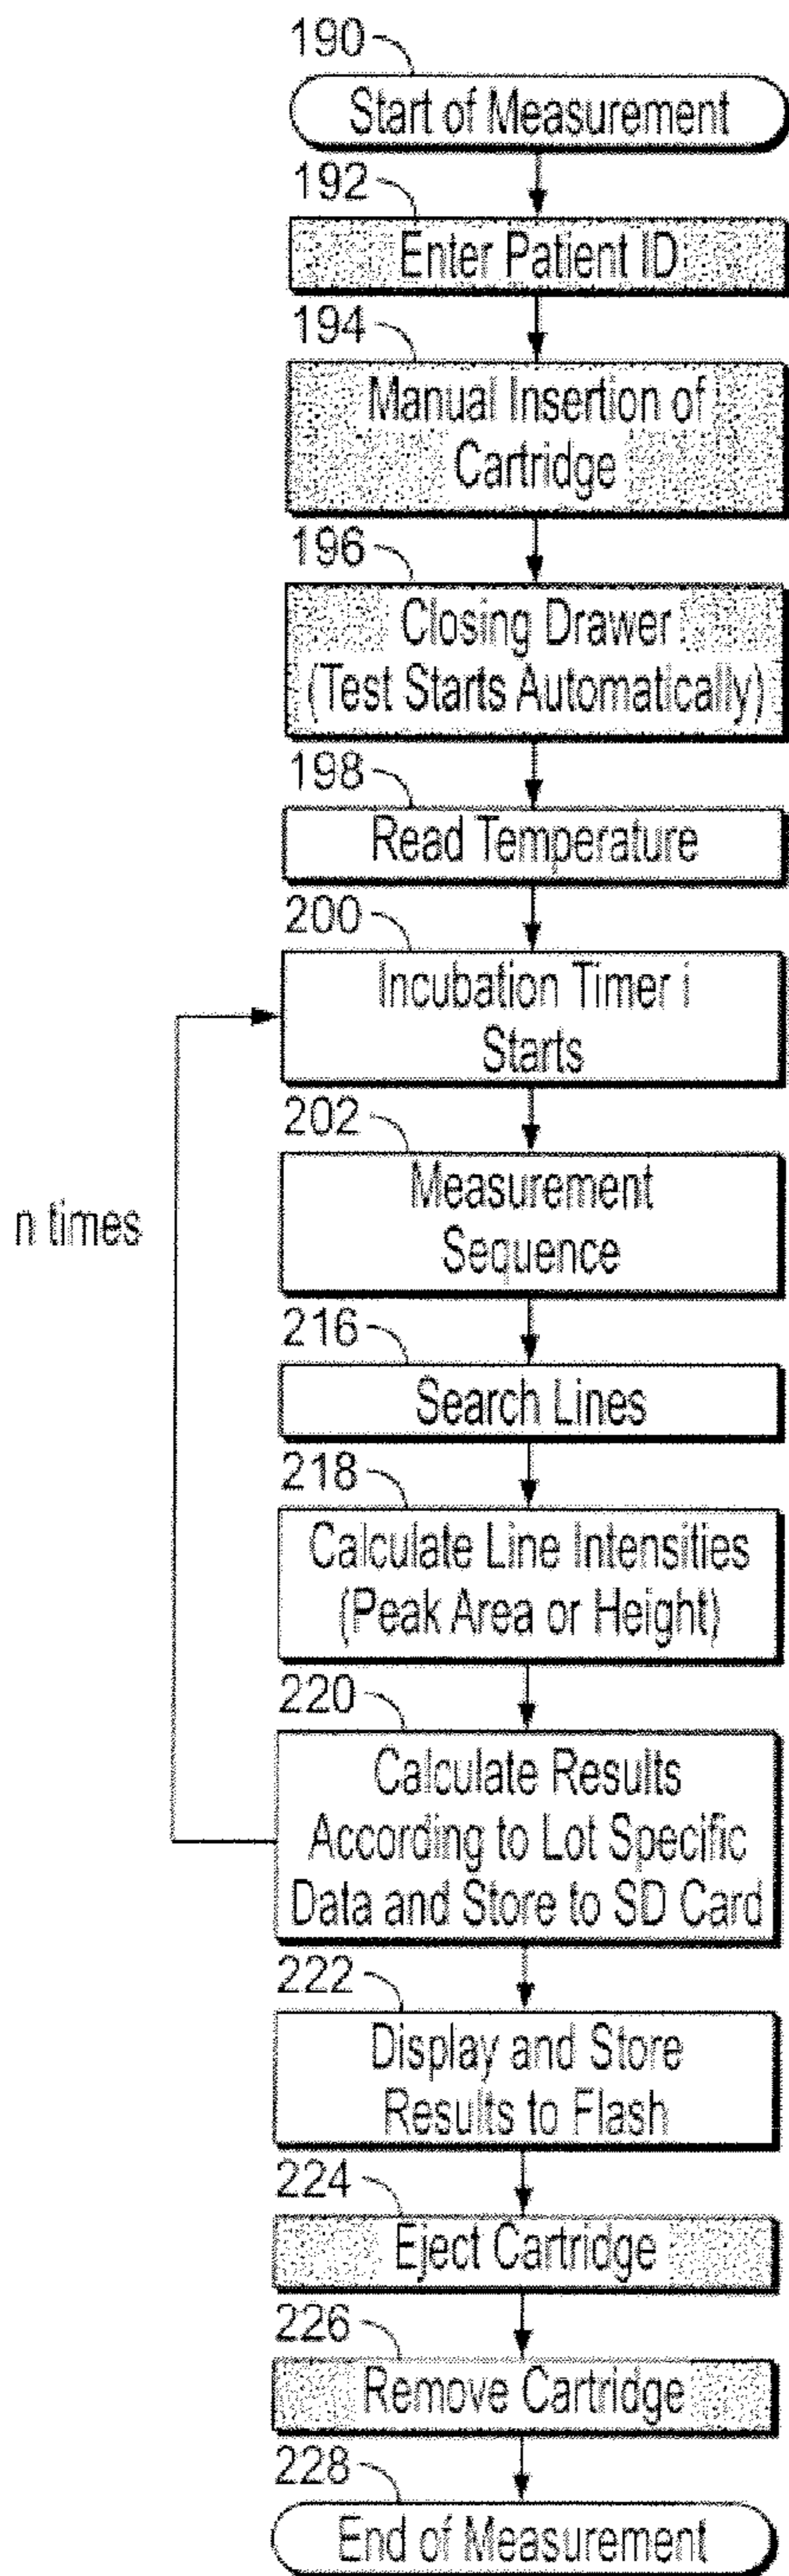 190
Start of Measurement
192
Enter Patient ID
194
Manual Insertion of
Cartridge
196
Closing Drawer
(Test Starts Automatically)
198
Read Temperature
200
Incubation Timer i
Starts
202
Measurement
Sequence
n times
216
Search Lines
218
Calculate Line Intensities
(Peak Area or Height)
220
Calculate Results
According to Lot Specific
Data and Store to SD Card
222
Display and Store
Results to Flash
224
Eject Cartridge
226
Remove Cartridge
228
End of Measurement